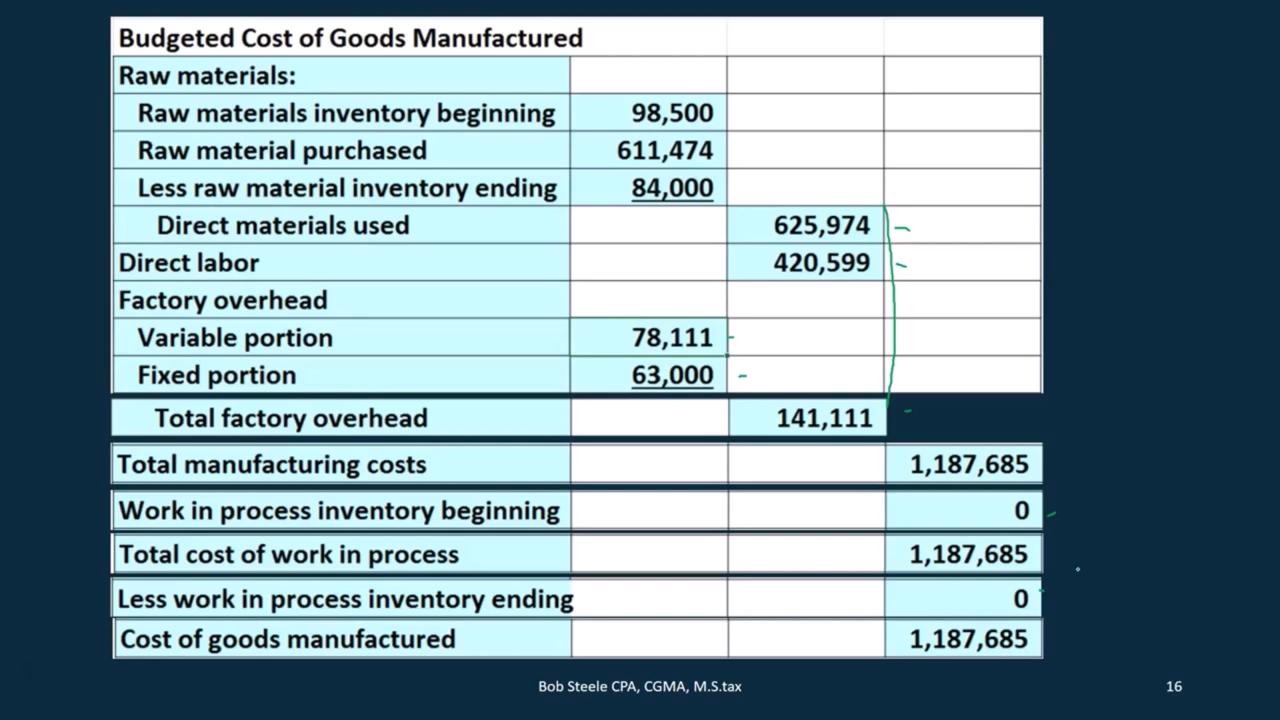 Budgeted Cost of Goods Manufactured
Raw materials:
Raw materials inventory beginning 98,500
Raw material purchased 611,474
Less raw material inventory ending 84,000
Direct materials used 625,974
Direct labor 420,599
Factory overhead
Variable portion 78,111
Fixed portion 63,000
Total factory overhead 141,111
Total manufacturing costs 1,187,685
Work in process inventory beginning 0
Total cost of work in process 1,187,685
Less work in process inventory ending 0
Cost of goods manufactured 1,187,685
Bob Steele CPA, CGMA, M.S.tax 16